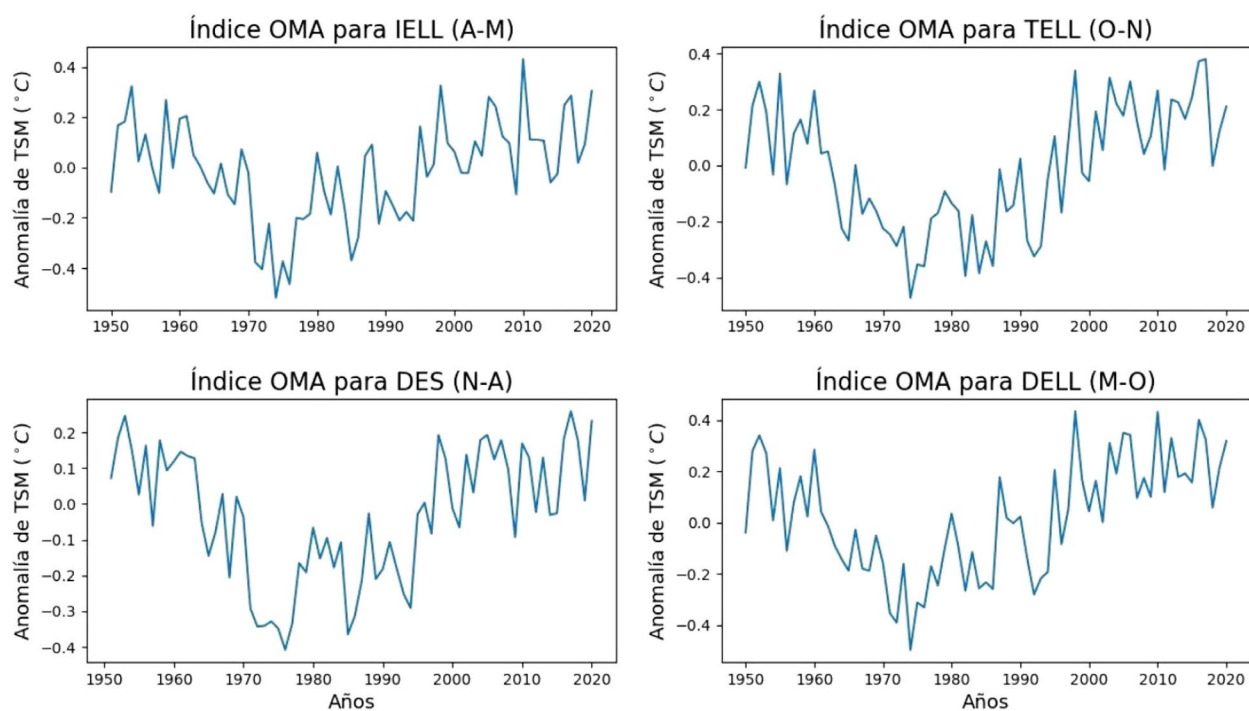 Índice OMA para IELL (A-M)
Anomalía de TSM (°C)
0.4
0.2
0.0
−0.2
−0.4
1950 1960 1970 1980 1990 2000 2010 2020
Índice OMA para TELL (O-N)
Anomalía de TSM (°C)
0.4
0.2
0.0
−0.2
−0.4
1950 1960 1970 1980 1990 2000 2010 2020
Índice OMA para DES (N-A)
Anomalía de TSM (°C)
0.2
0.1
0.0
−0.1
−0.2
−0.3
−0.4
1950 1960 1970 1980 1990 2000 2010 2020
Años
Índice OMA para DELL (M-O)
Anomalía de TSM (°C)
0.4
0.2
0.0
−0.2
−0.4
1950 1960 1970 1980 1990 2000 2010 2020
Años